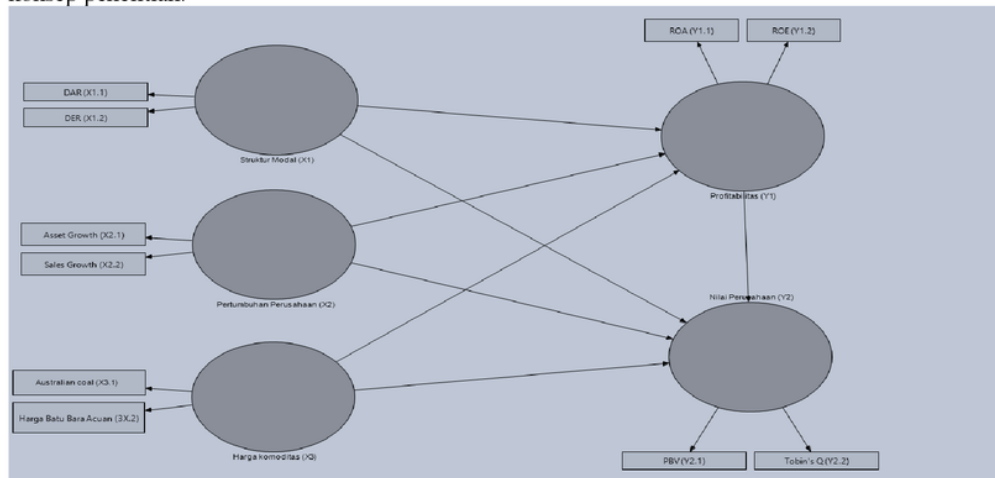 ROA (Y1.1)
ROE (Y1.2)
DAR (X1.1)
DER (X1.2)
Struktur Modal (X1)
Profitabilitas (Y1)
Asset Growth (X2.1)
Sales Growth (X2.2)
Pertumbuhan Perusahaan (X2)
Nilai Perusahaan (Y2)
Australian coal (X3.1)
Harga Batu Bara Acuan (3X.2)
Harga komoditas (X3)
PBV (Y2.1)
Tobin's Q (Y2.2)